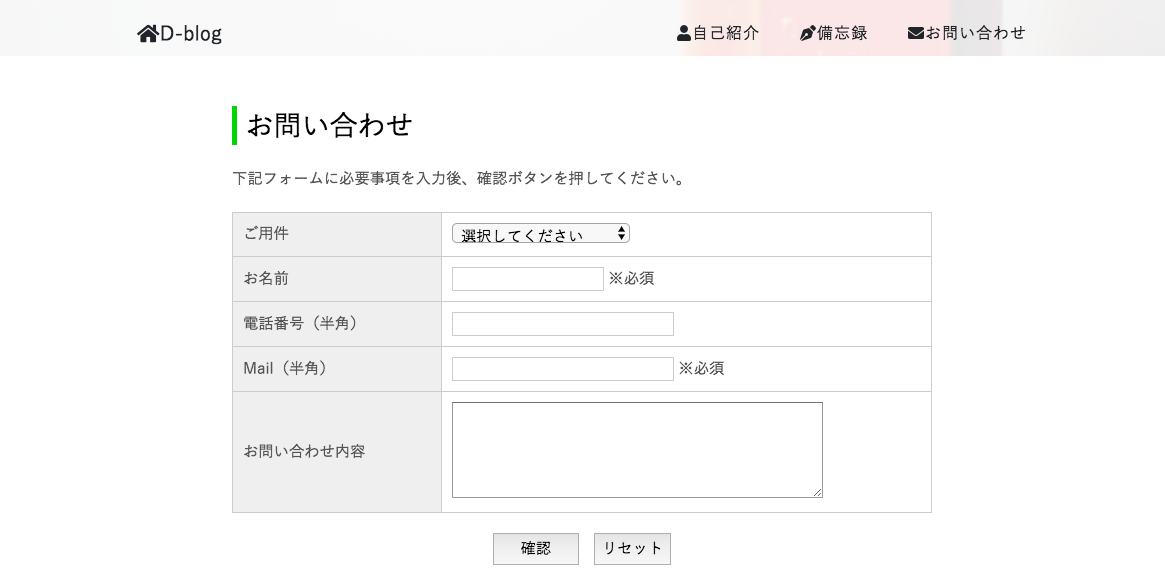 D-blog 自己紹介 備忘録 お問い合わせ
お問い合わせ
下記フォームに必要事項を入力後、確認ボタンを押してください。
ご用件 選択してください
お名前 ※必須
電話番号（半角）
Mail（半角） ※必須
お問い合わせ内容
確認 リセット